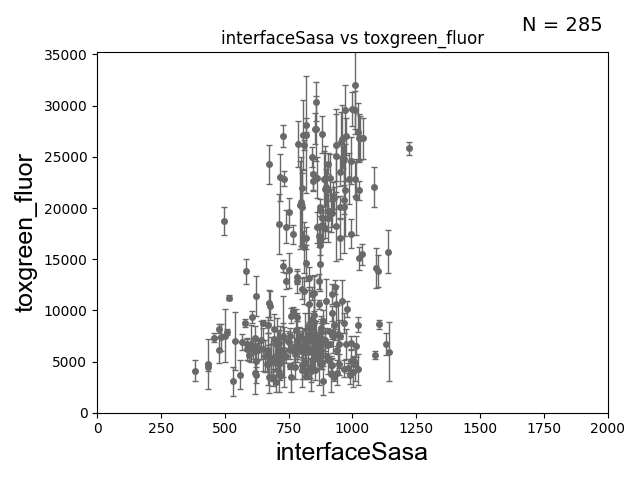 N = 285
interfaceSasa vs toxgreen_fluor
35000
30000
25000
20000
15000
10000
5000
0
toxgreen_fluor
0 250 500 750 1000 1250 1500 1750 2000
interfaceSasa